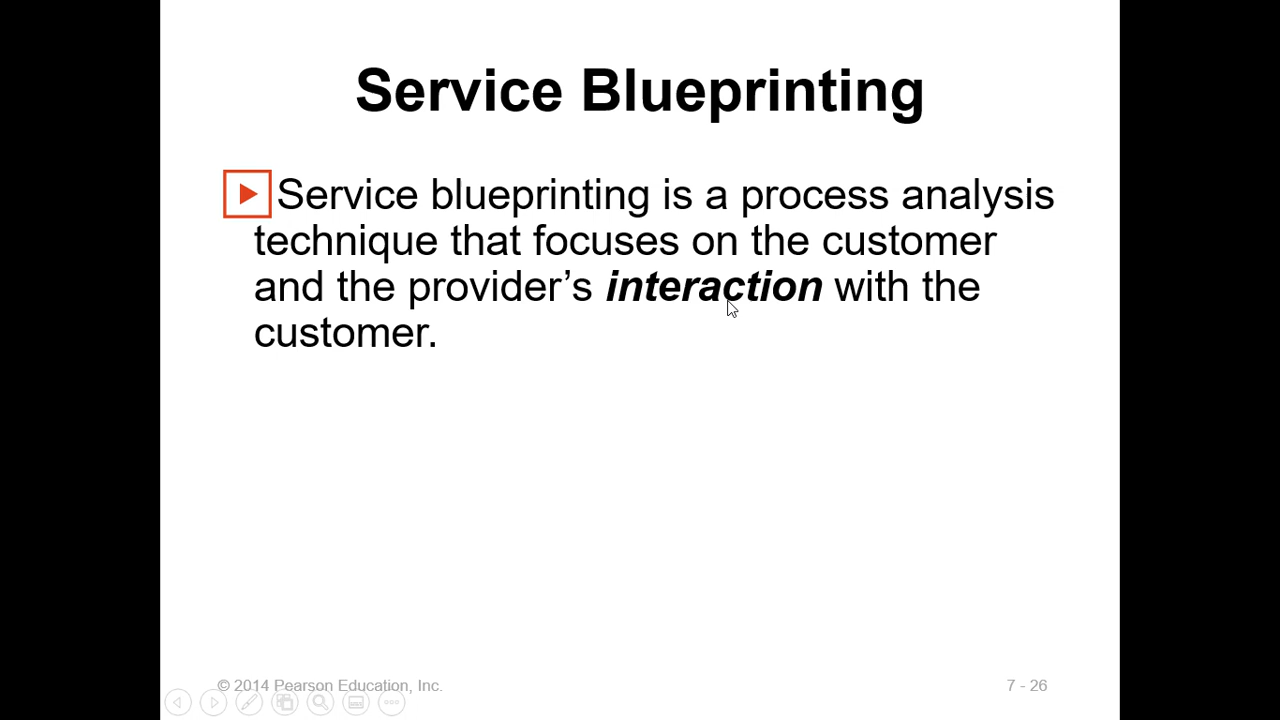 Service Blueprinting
Service blueprinting is a process analysis
technique that focuses on the customer
and the provider’s interaction with the
customer.
© 2014 Pearson Education, Inc.
7 - 26